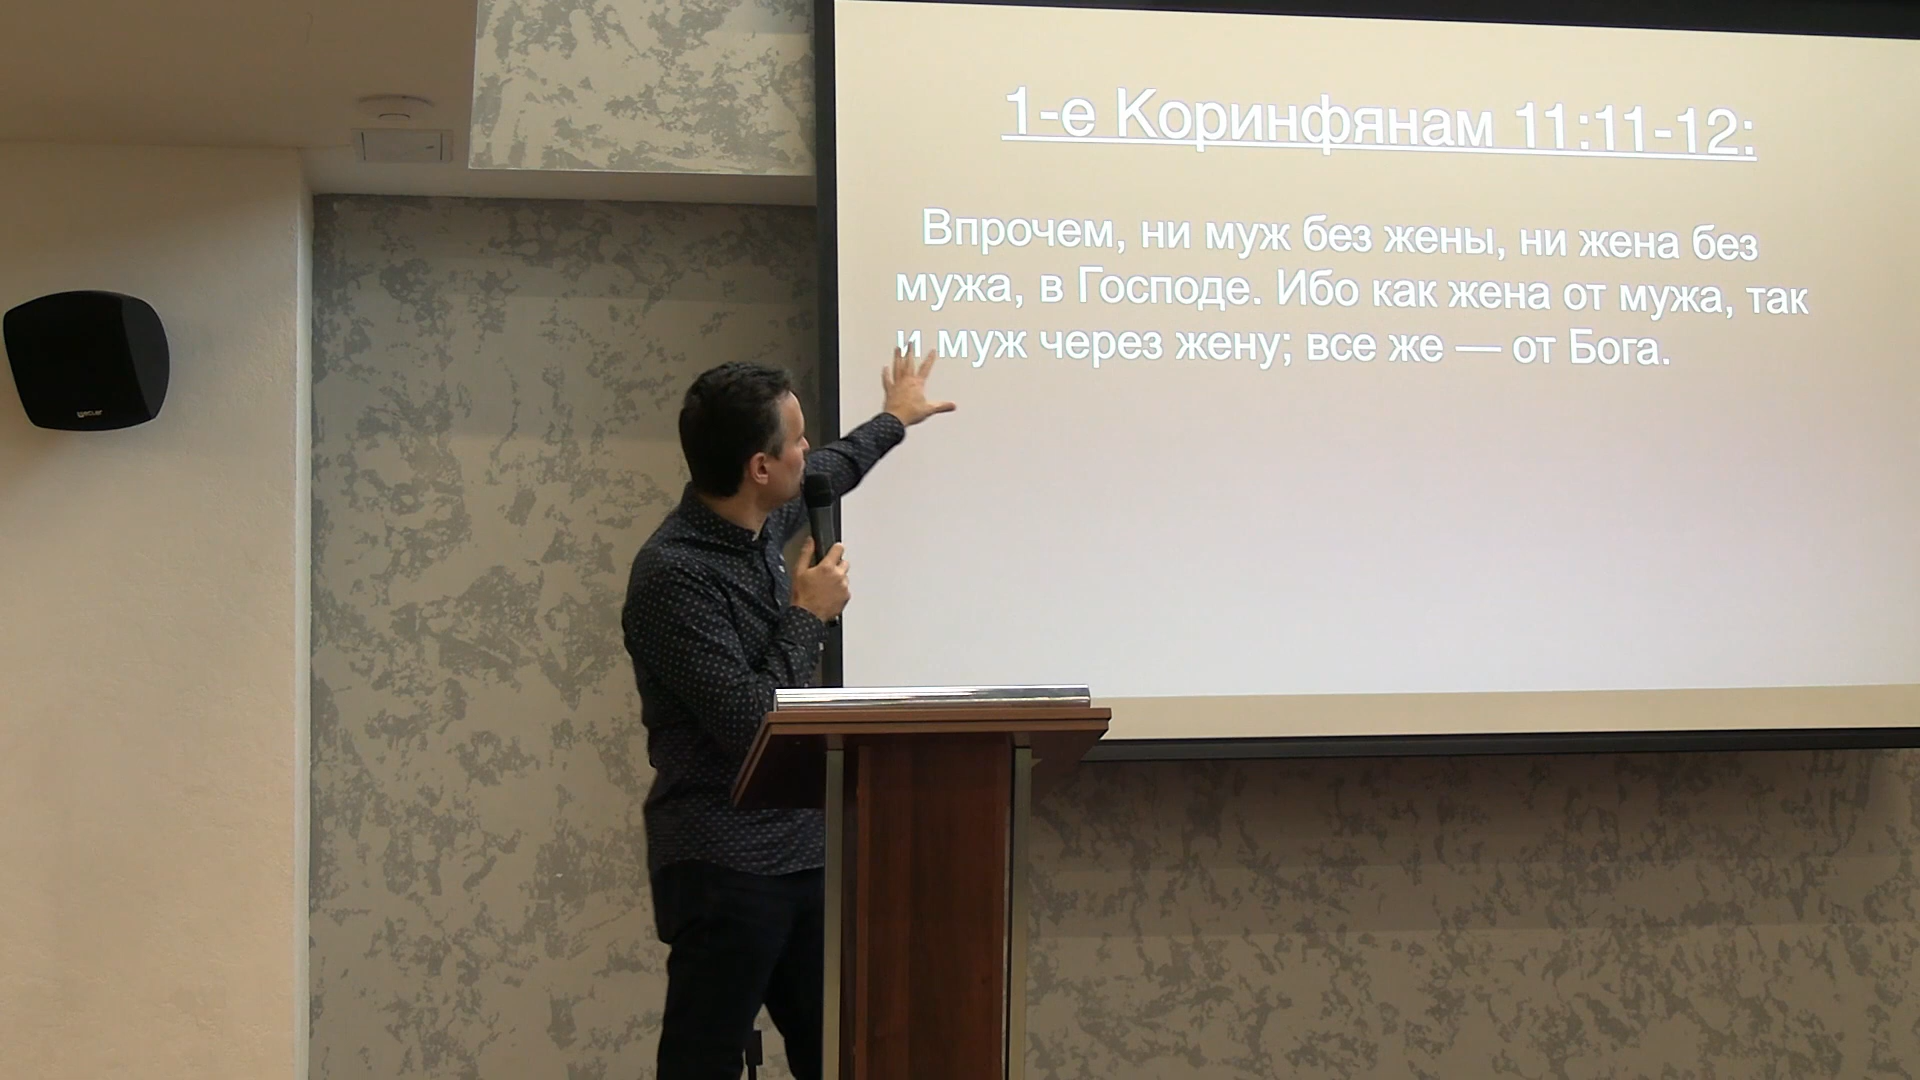 1-е Коринфянам 11:11-12:
Впрочем, ни муж без жены, ни жена без
мужа, в Господе. Ибо как жена от мужа, так
и муж через жену; все же — от Бога.